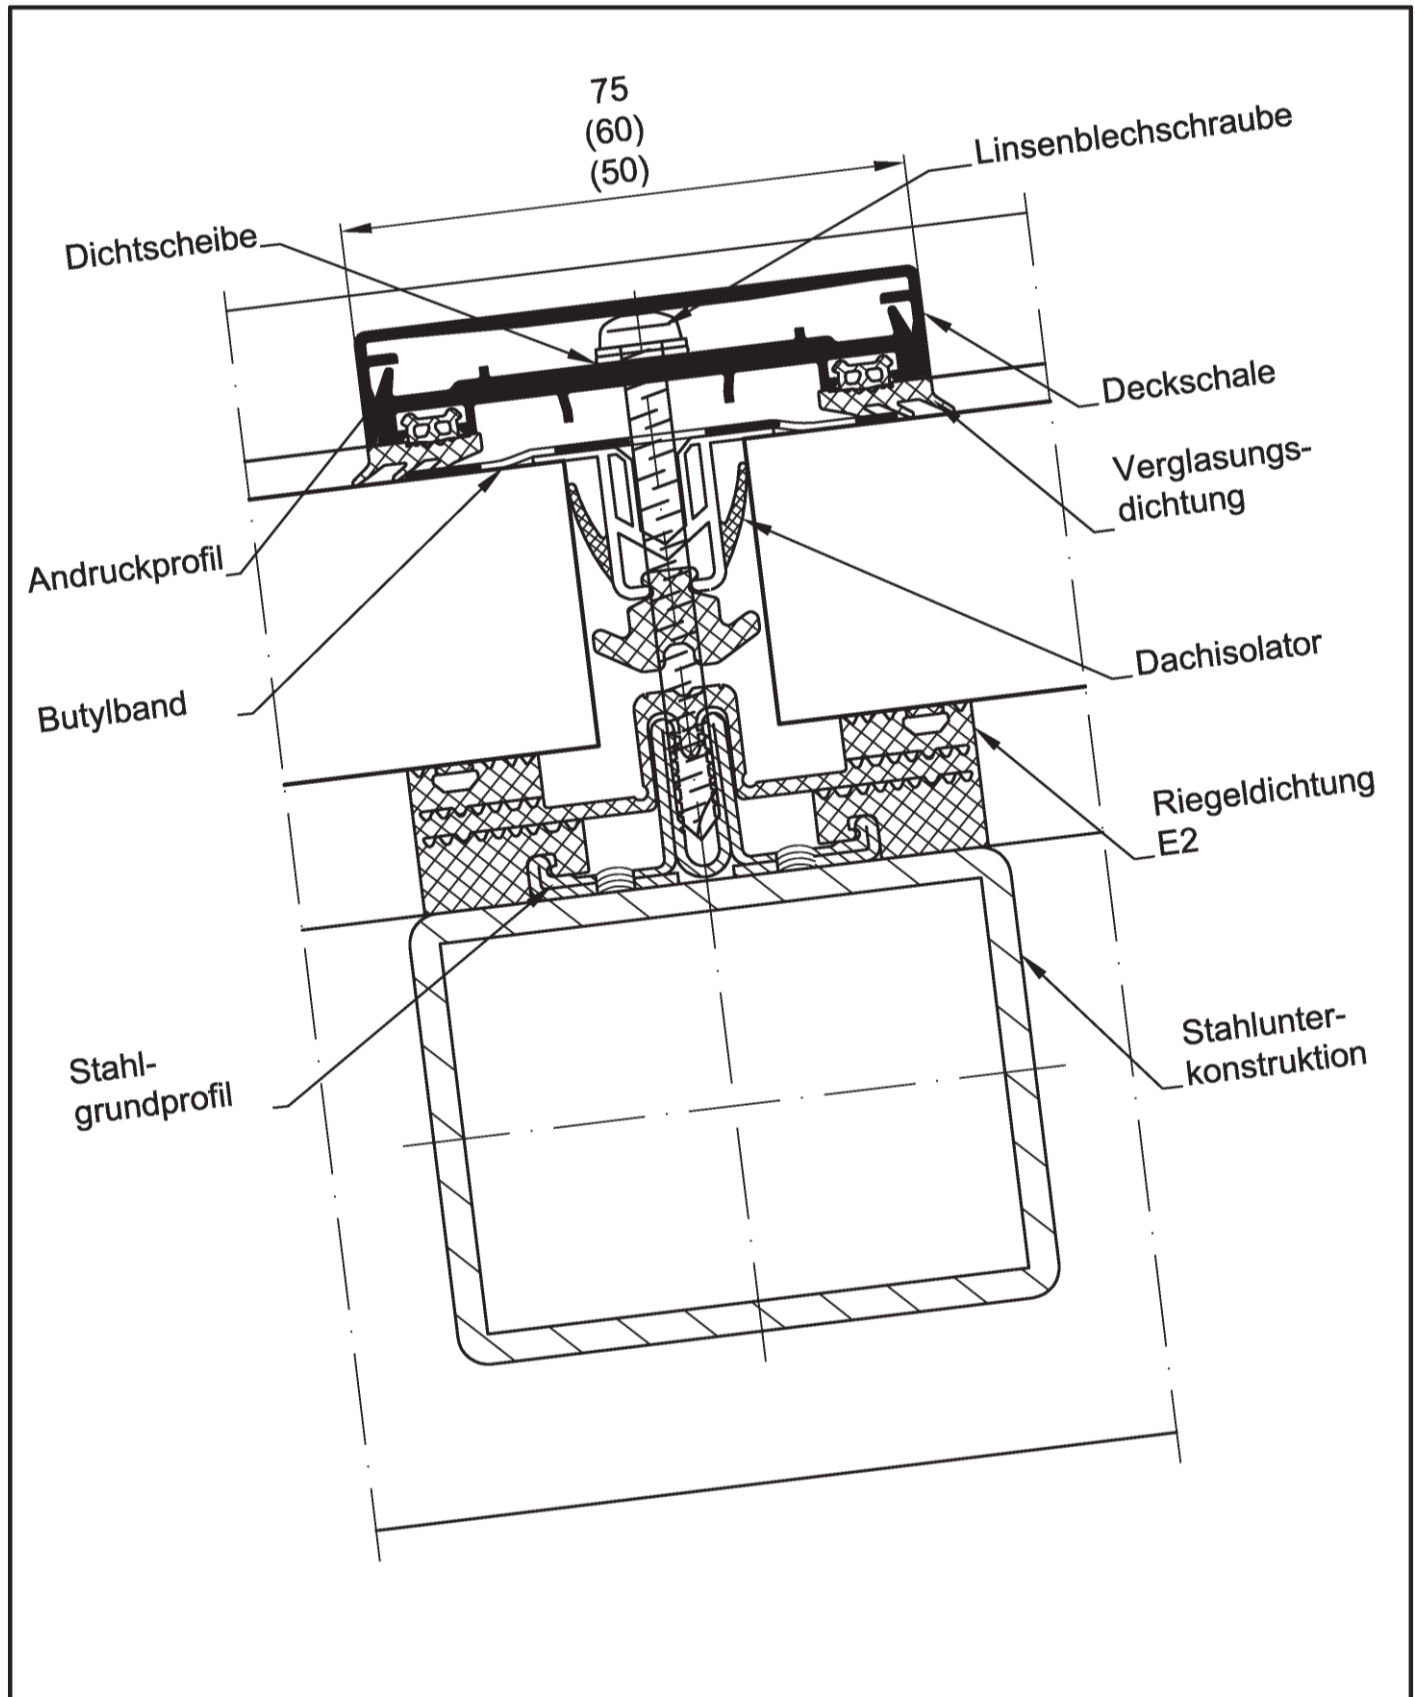 75
(60)
(50)
Linsenblechschraube
Dichtscheibe
Deckschale
Verglasungs-
dichtung
Andruckprofil
Dachisolator
Butylband
Riegeldichtung
E2
Stahlunter-
konstruktion
Stahl-
grundprofil